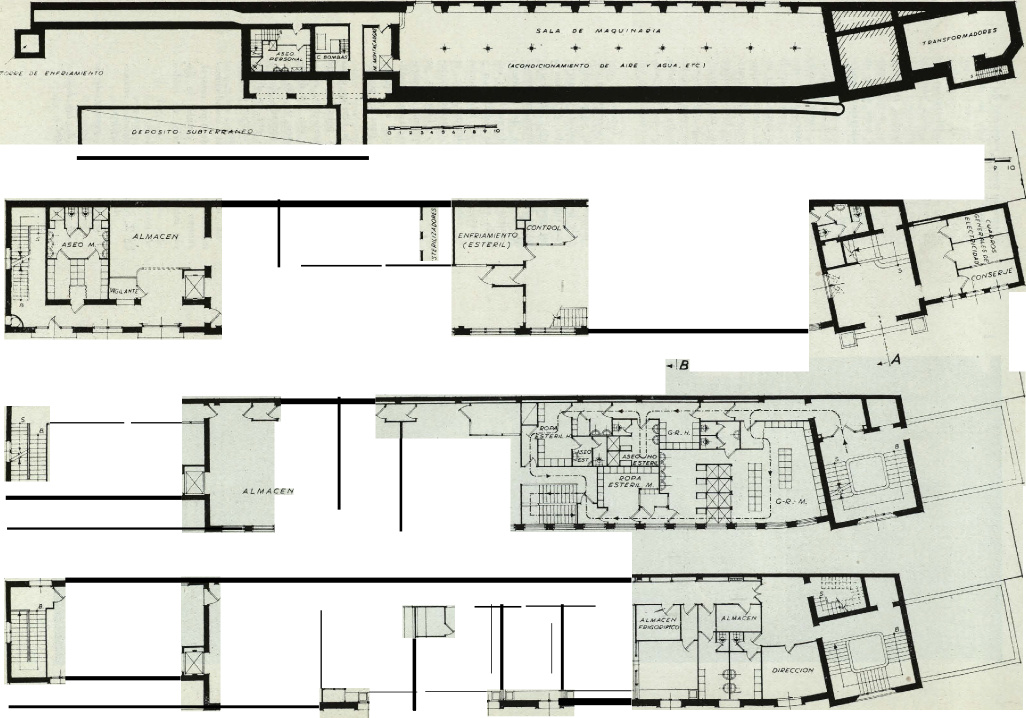 SALA DE MAQUINARIA
(ACONDICIONAMIENTO DE AIRE Y AGUA, ETC)
TRANSFORMADORES
ASEO
PERSONAL
C. BOMBAS
MONTACARGAS
TORRE DE ENFRIAMIENTO
DEPOSITO SUBTERRANEO
0 1 2 3 4 5 6 7 8 9 10
9 10
ASEO M.
ALMACEN
VIGILANTE
ESTERILIZADORES
ENFRIAMIENTO
(ESTERIL)
CONTROL
CUADROS
GENERALES DE
ELECTRICIDAD
CONSERJE
A
B
ROPA
ESTERIL H.
ASEO
EST.
ASEO NO
ESTERIL
G-R. H.
ROPA
ESTERIL M.
G-R. M.
ALMACEN
ALMACEN
FRIGORIFICO
ALMACEN
DIRECCION